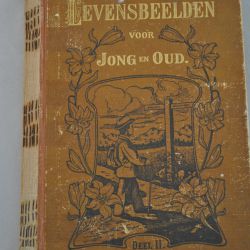 LEVENSBEELDEN
VOOR
JONG EN OUD.
DEEL II.